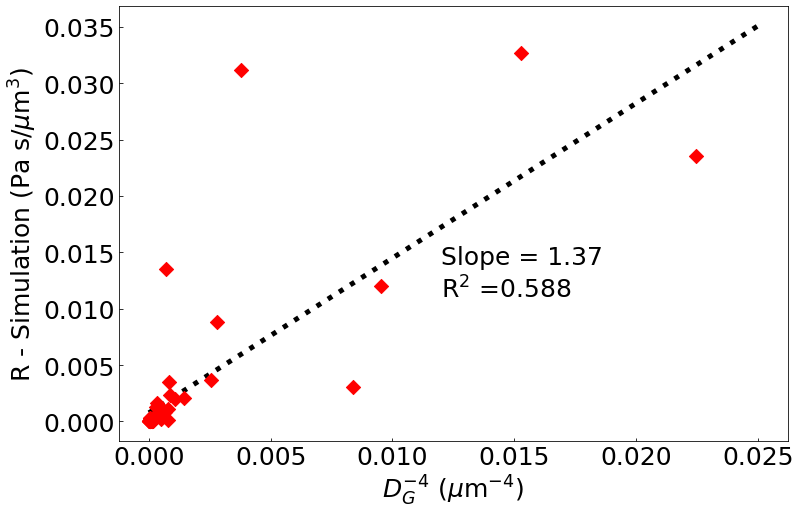 0.035
0.030
0.025
0.020
0.015
0.010
0.005
0.000
R - Simulation (Pa s/μm³)
Slope = 1.37
R² =0.588
0.000 0.005 0.010 0.015 0.020 0.025
$D_G^{-4}$ (μm⁻⁴)